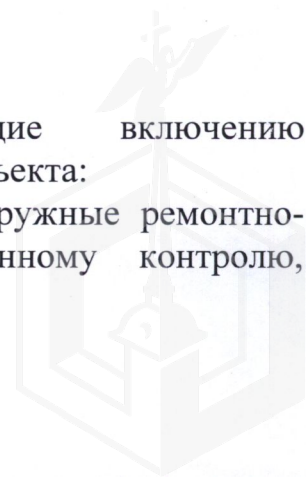 щие включению
ъекта:
ружные ремонтно-
нному контролю,